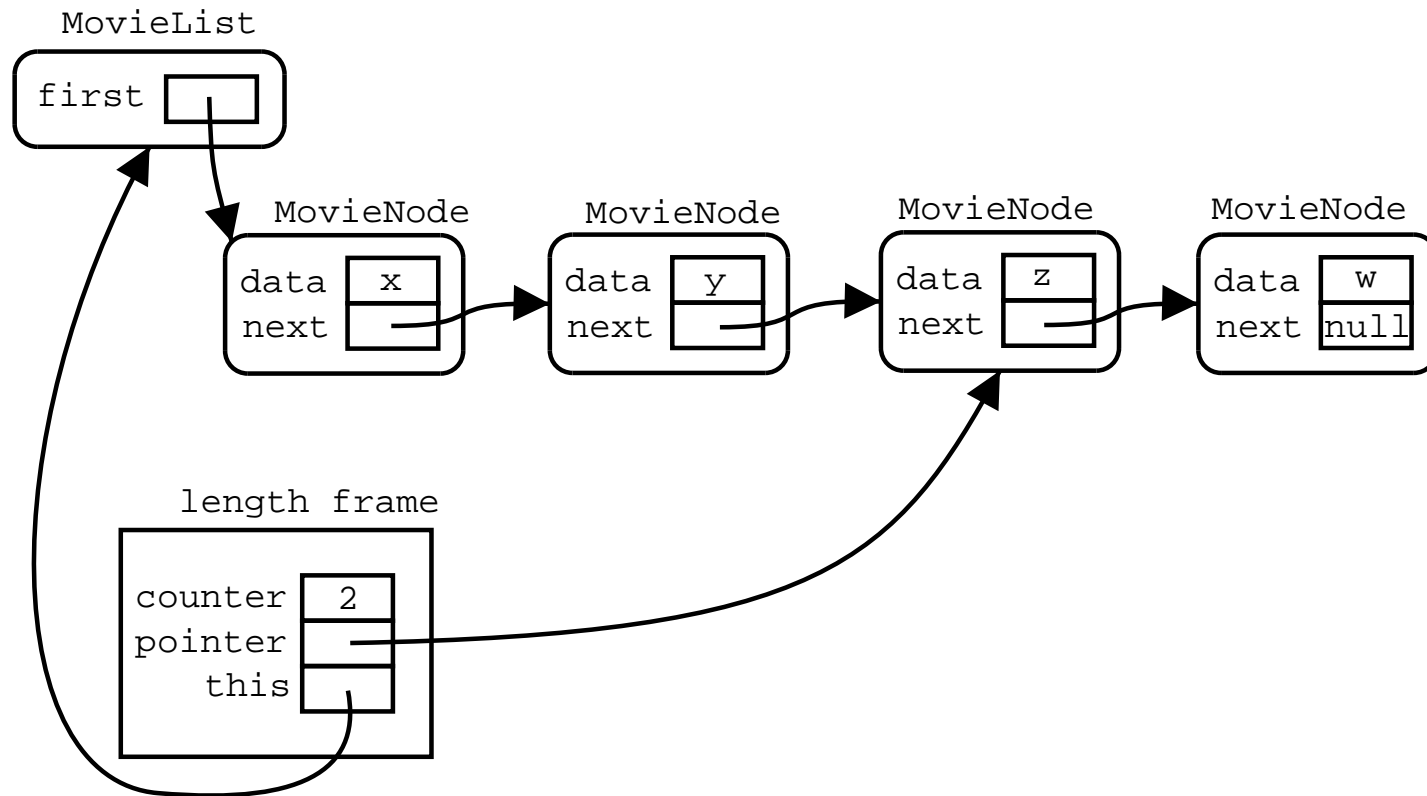 MovieList
first
MovieNode MovieNode MovieNode MovieNode
data x data y data z data w
next next next next null
length frame
counter 2
pointer
this